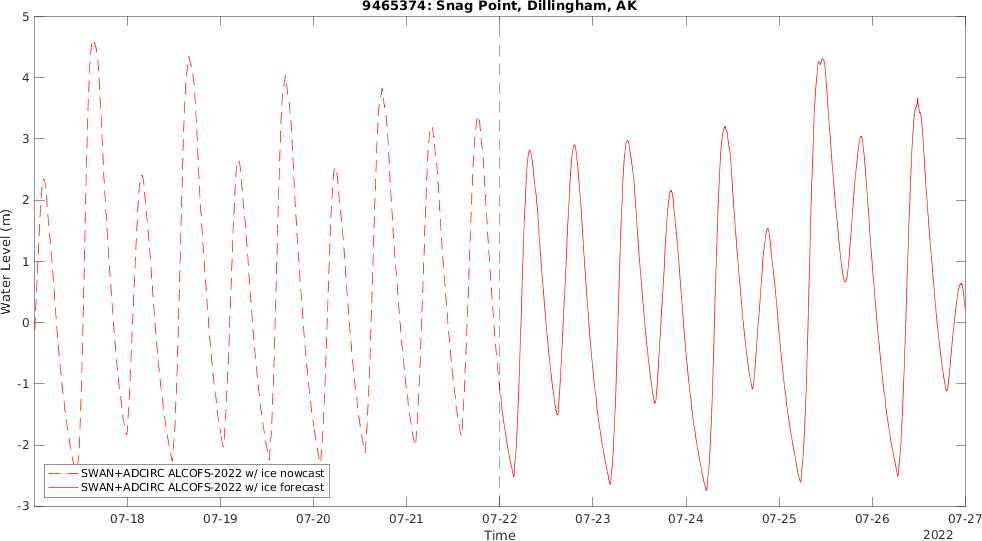 9465374: Snag Point, Dillingham, AK
5
4
3
2
1
0
-1
-2
-3
Water Level (m)
SWAN+ADCIRC ALCOFS-2022 w/ ice nowcast
SWAN+ADCIRC ALCOFS-2022 w/ ice forecast
07-18 07-19 07-20 07-21 07-22 07-23 07-24 07-25 07-26 07-27
Time
2022